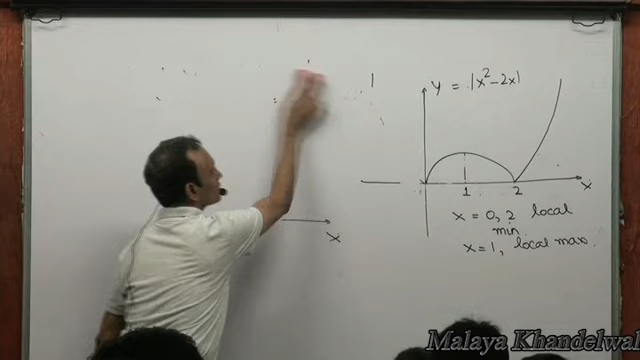 y = |x² - 2x|
1 2 x
x = 0, 2 local
min
x = 1, local max.
x
Malaya Khandelwal